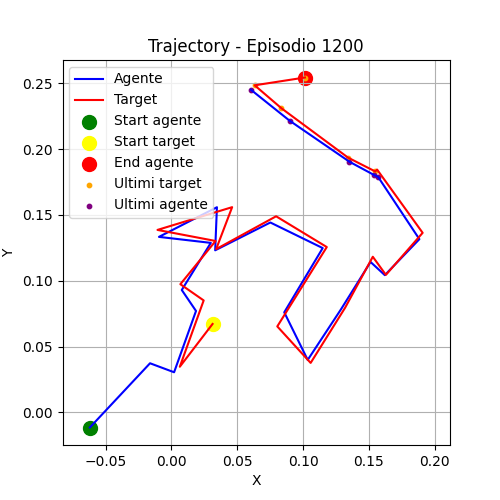 Trajectory - Episodio 1200
Agente
Target
Start agente
Start target
End agente
Ultimi target
Ultimi agente
0.25
0.20
0.15
0.10
0.05
0.00
Y
−0.05
0.00
0.05
0.10
0.15
0.20
X